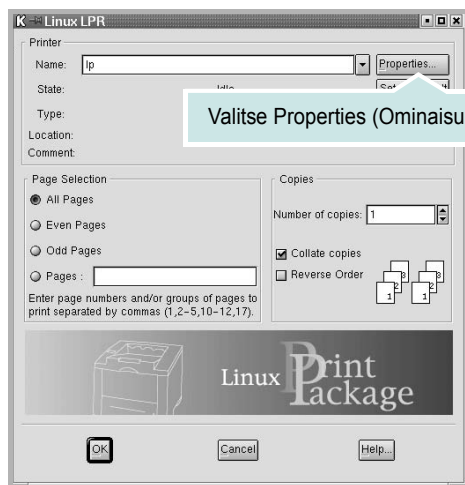 Linux LPR
Printer
Name: lp Properties...
State:
Valitse Properties (Ominaisu
Type:
Location:
Comment:
Page Selection
All Pages
Even Pages
Odd Pages
Pages :
Enter page numbers and/or groups of pages to
print separated by commas (1,2-5,10-12,17).
Copies
Number of copies: 1
Collate copies
Reverse Order
Linux Print
Package
OK Cancel Help...